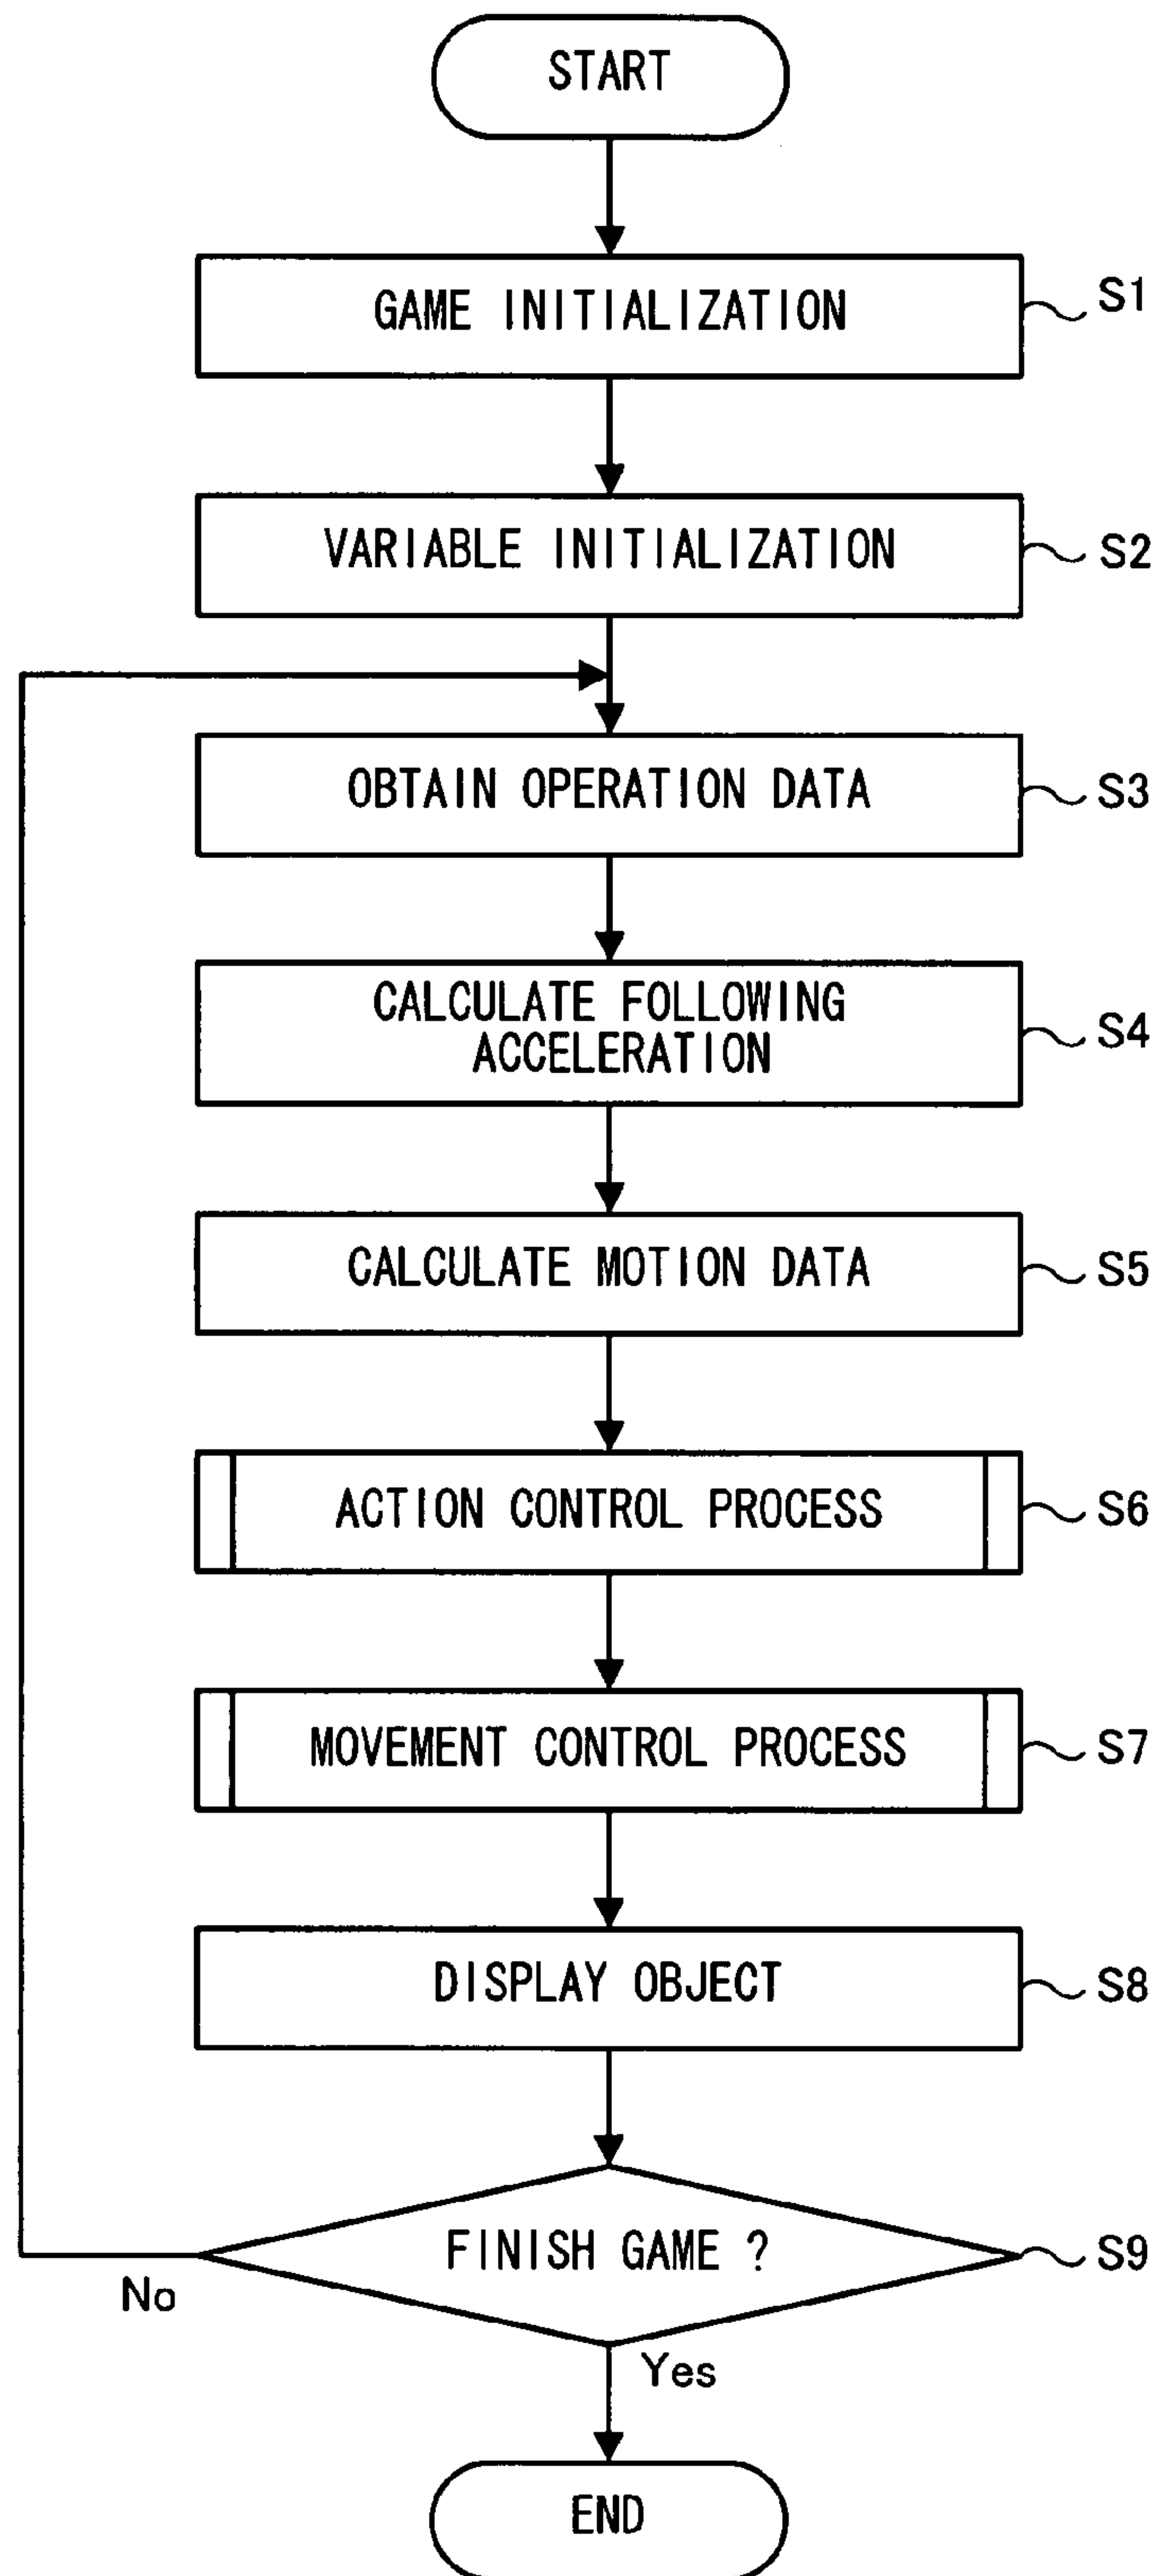 START
GAME INITIALIZATION
S1
VARIABLE INITIALIZATION
S2
OBTAIN OPERATION DATA
S3
CALCULATE FOLLOWING
ACCELERATION
S4
CALCULATE MOTION DATA
S5
ACTION CONTROL PROCESS
S6
MOVEMENT CONTROL PROCESS
S7
DISPLAY OBJECT
S8
FINISH GAME ?
S9
No
Yes
END